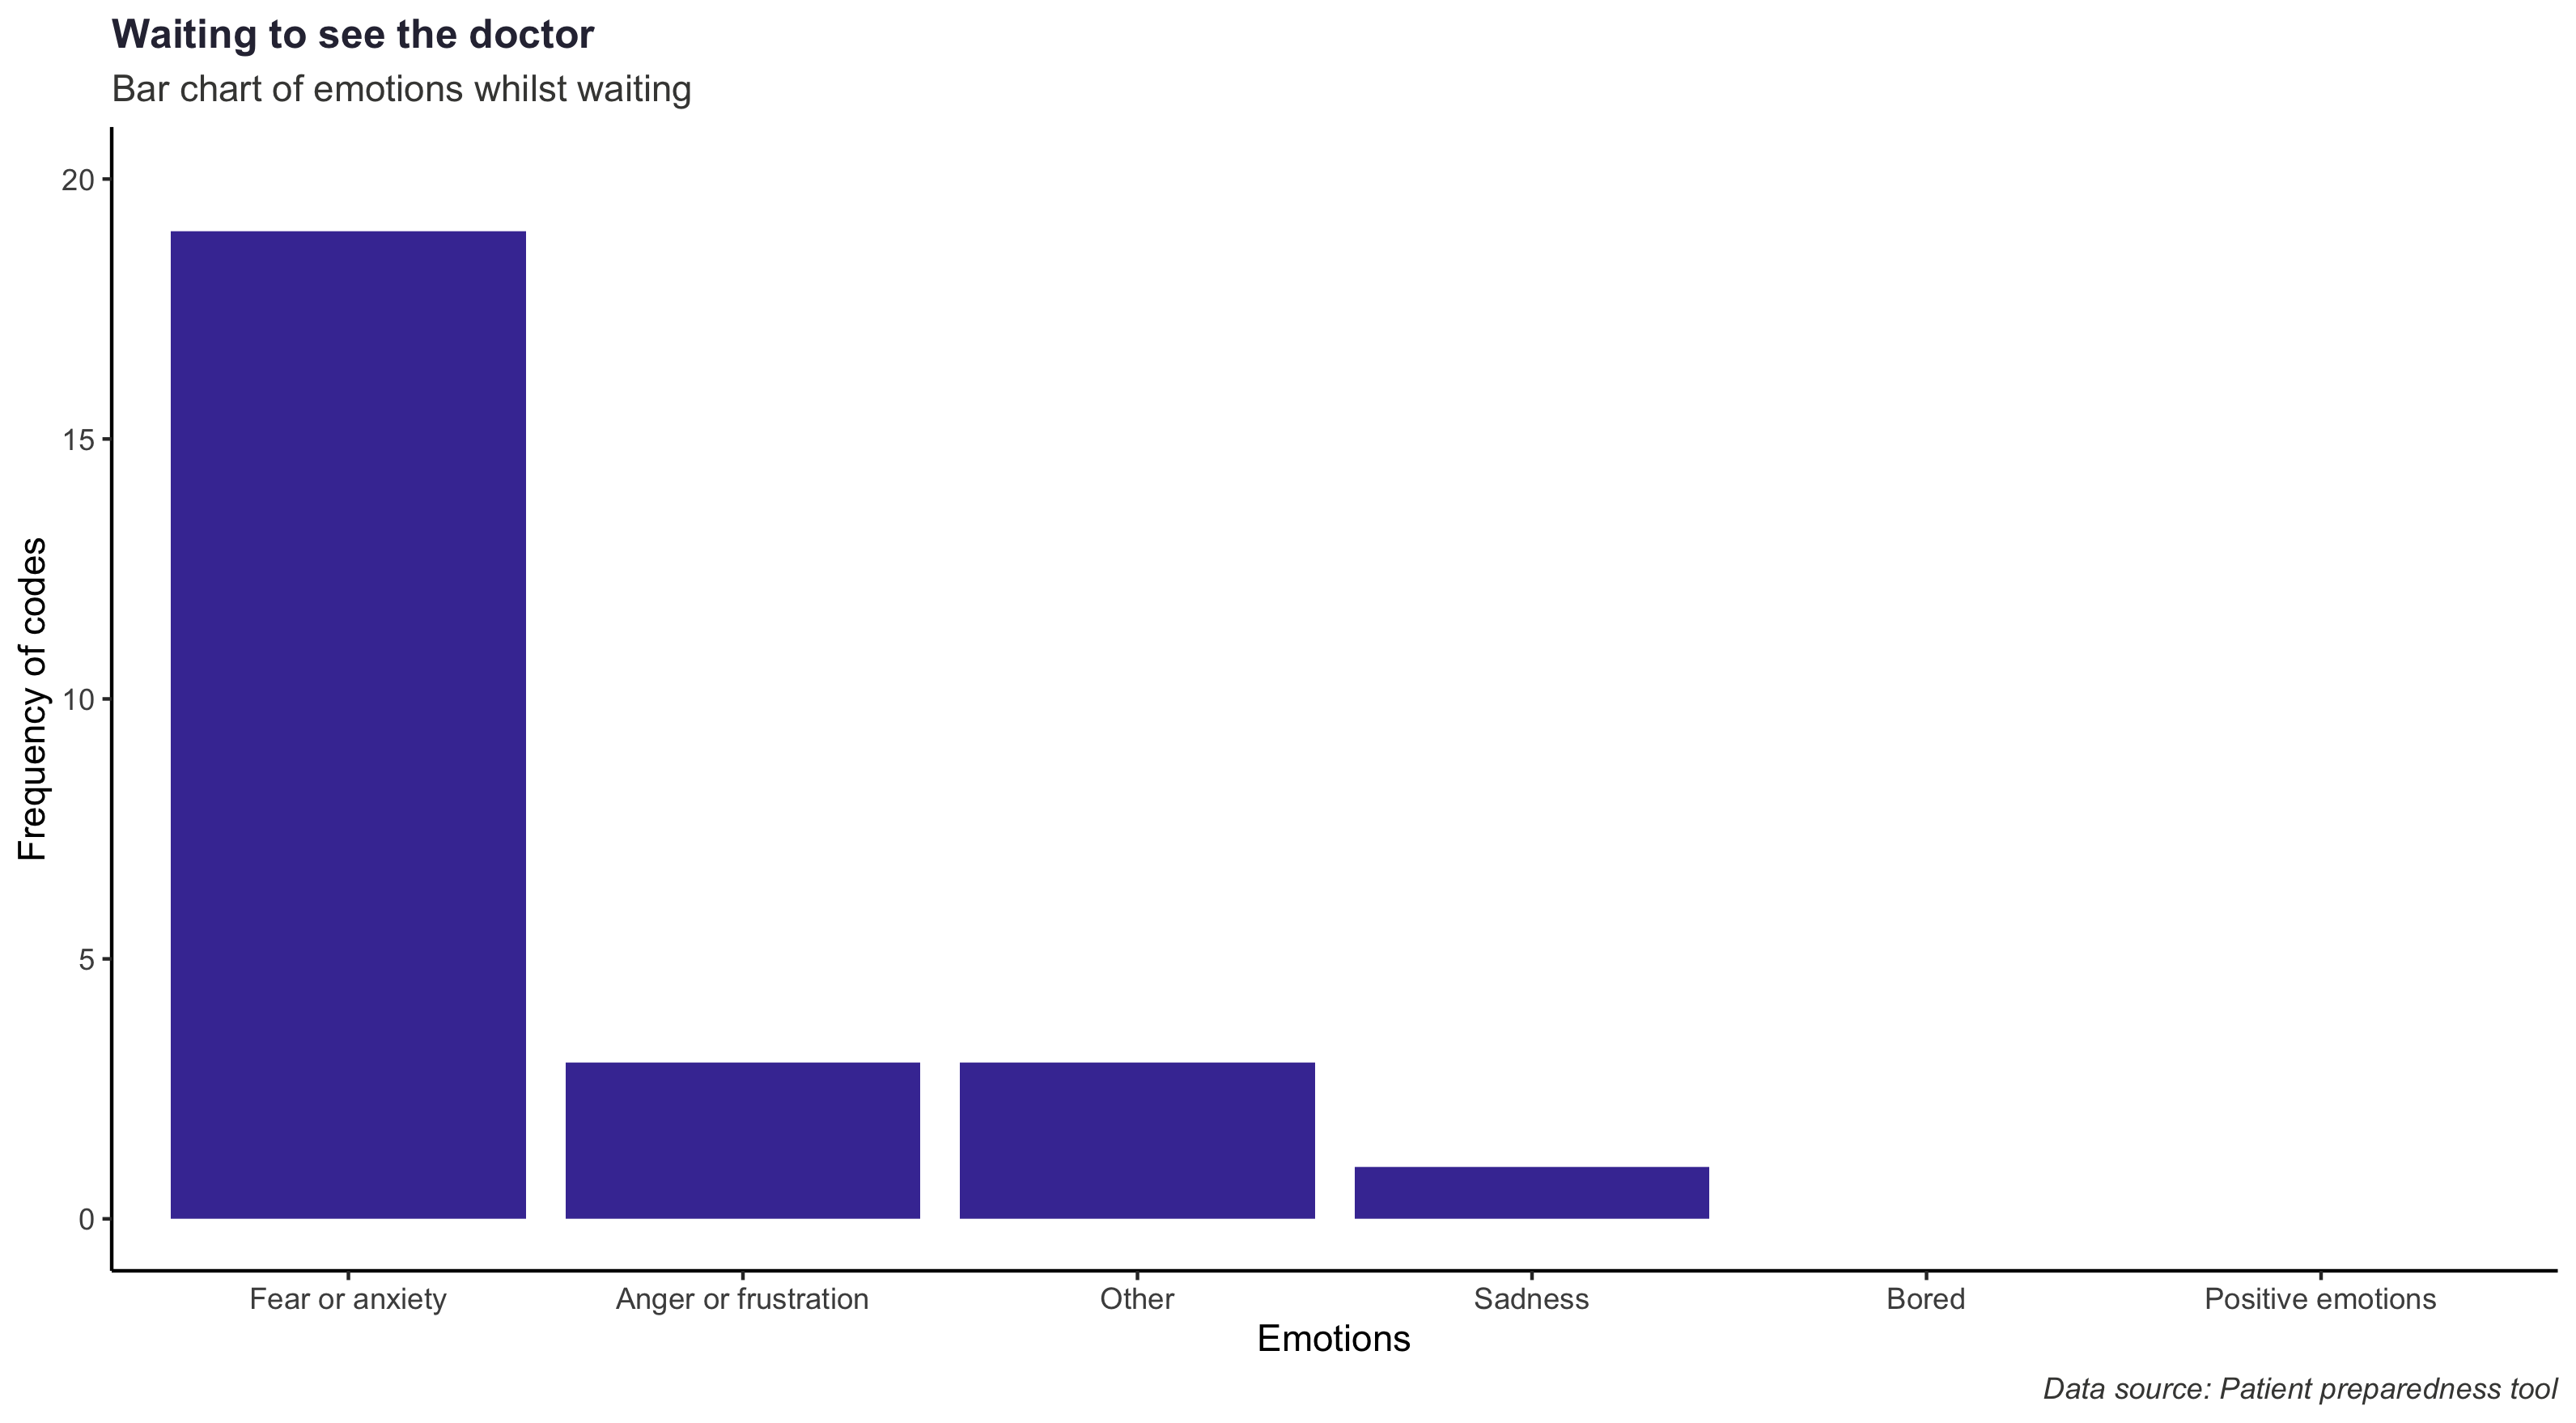 Waiting to see the doctor
Bar chart of emotions whilst waiting
Frequency of codes
20
15
10
5
0
Fear or anxiety
Anger or frustration
Other
Sadness
Bored
Positive emotions
Emotions
Data source: Patient preparedness tool